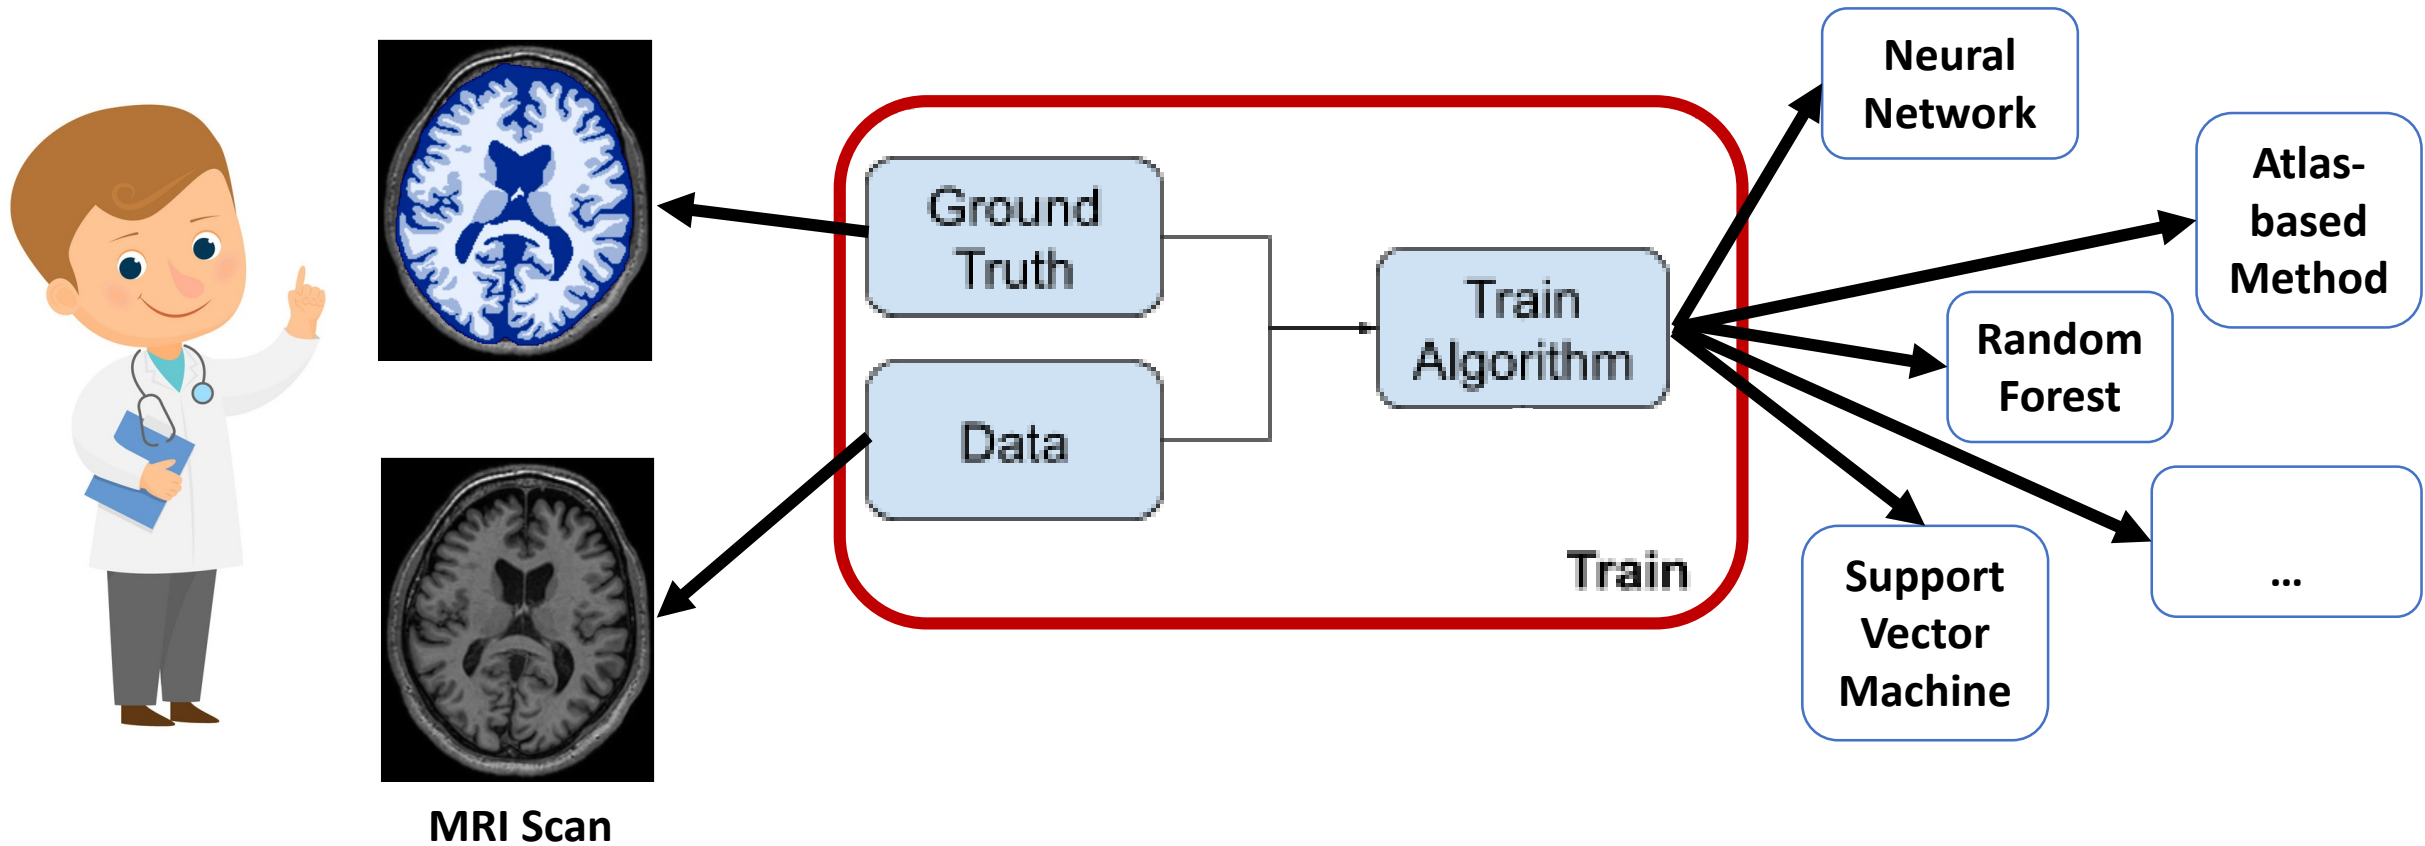 MRI Scan
Ground
Truth
Data
Train
Algorithm
Train
Neural
Network
Atlas-
based
Method
Random
Forest
...
Support
Vector
Machine